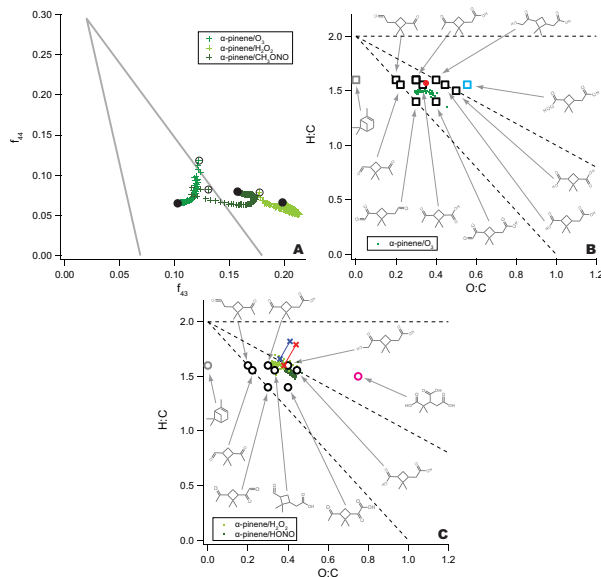 0.30
0.25
0.20
0.15
0.10
0.05
0.00
f44
0.00
0.05
0.10
0.15
0.20
f43
α-pinene/O3
α-pinene/H2O2
α-pinene/CH3ONO
A
2.0
1.5
1.0
0.5
0.0
H:C
0.0
0.2
0.4
0.6
0.8
1.0
1.2
O:C
α-pinene/O3
B
2.0
1.5
1.0
0.5
0.0
H:C
0.0
0.2
0.4
0.6
0.8
1.0
1.2
O:C
α-pinene/H2O2
α-pinene/HONO
C